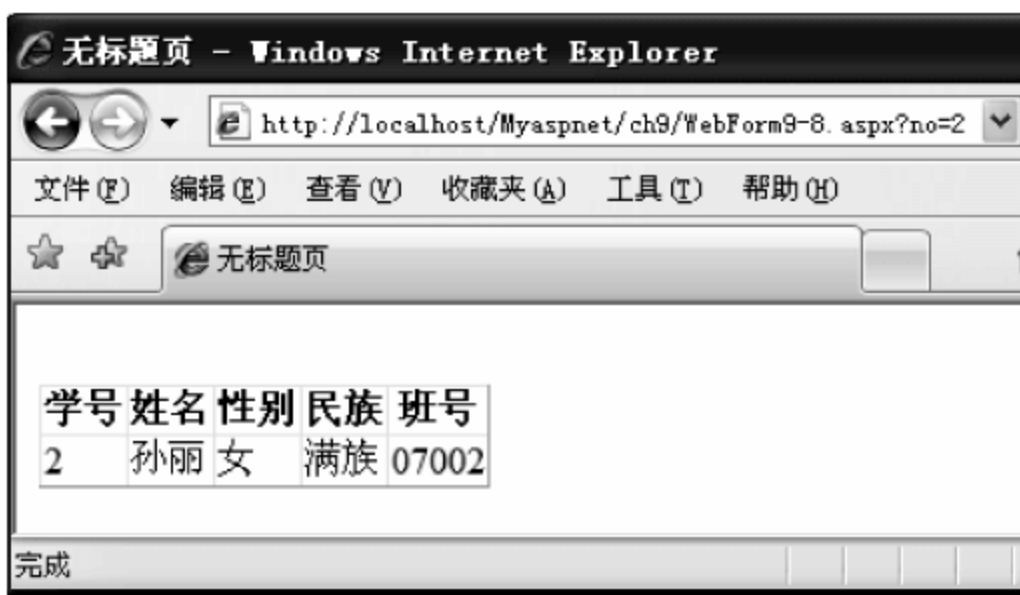 无标题页 - Windows Internet Explorer
http://localhost/Myaspnet/ch9/WebForm9-8.aspx?no=2
文件(F) 编辑(E) 查看(V) 收藏夹(A) 工具(T) 帮助(H)
无标题页
学号 姓名 性别 民族 班号
2 孙丽 女 满族 07002
完成